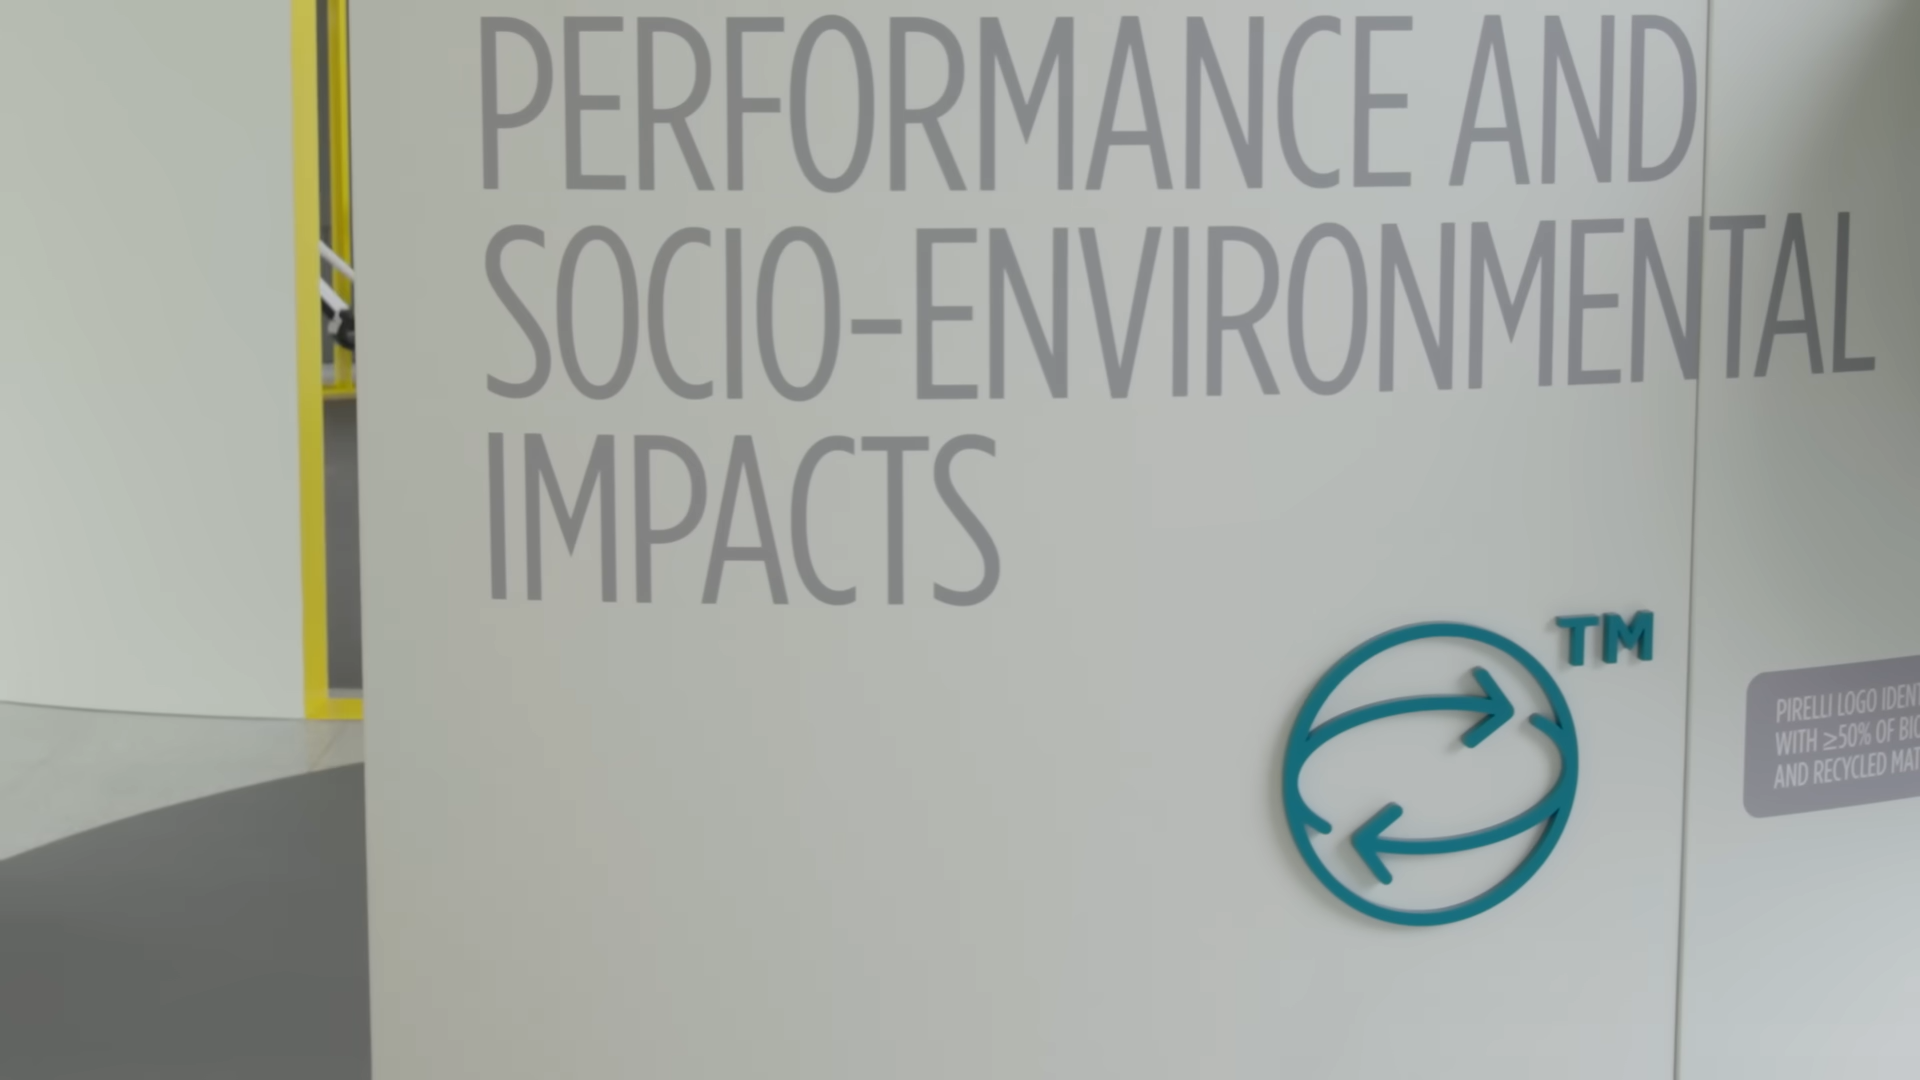 PERFORMANCE AND
SOCIO-ENVIRONMENTAL
IMPACTS
TM
PIRELLI LOGO
WITH ≥50% OF
AND RECYCLED